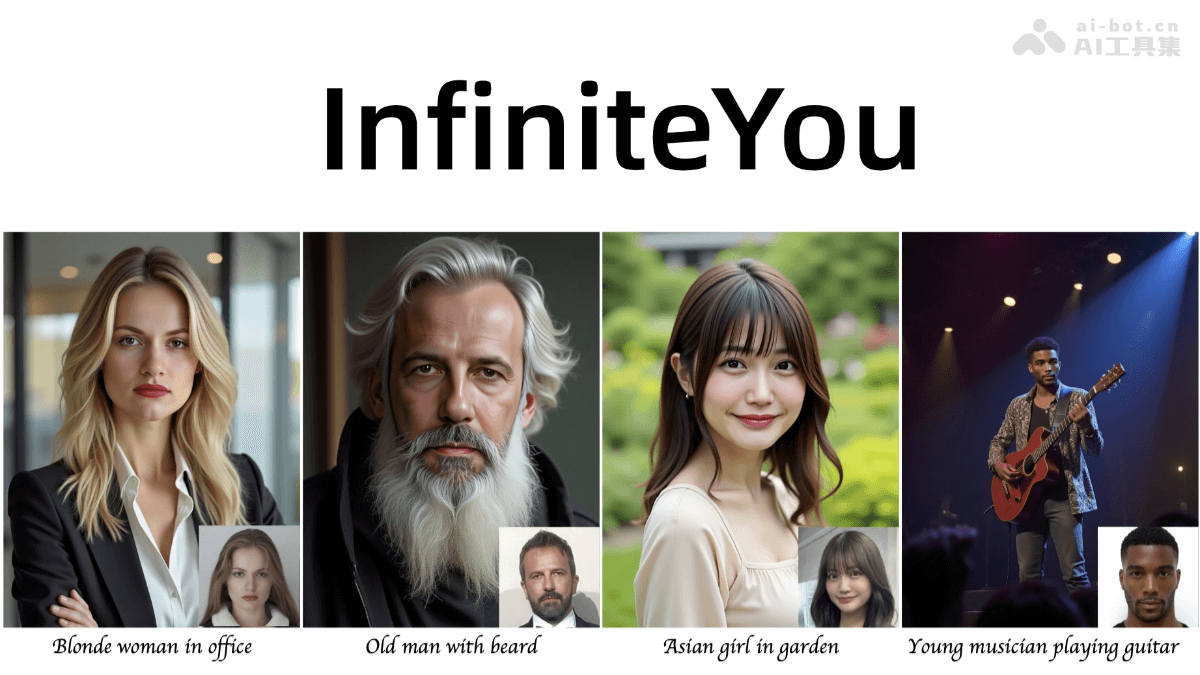 ai-bot.cn
AI工具集
InfiniteYou
Blonde woman in office
Old man with beard
Asian girl in garden
Young musician playing guitar